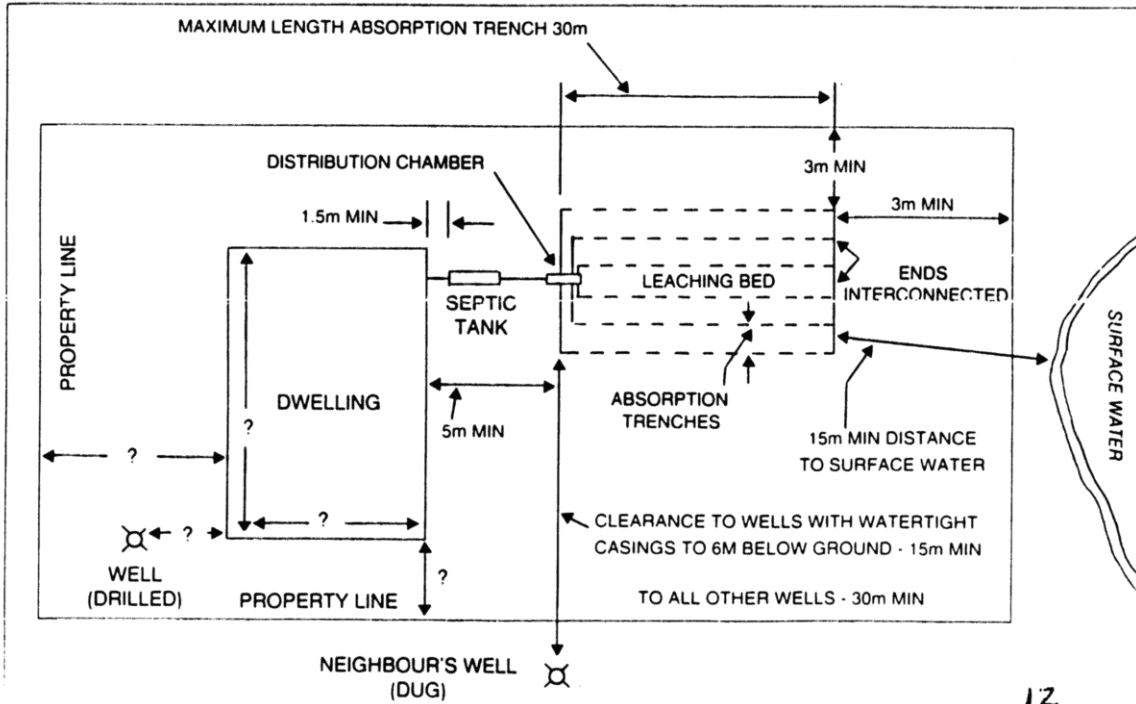 MAXIMUM LENGTH ABSORPTION TRENCH 30m
DISTRIBUTION CHAMBER
3m MIN
1.5m MIN
3m MIN
PROPERTY LINE
SEPTIC
TANK
LEACHING BED
ENDS
INTERCONNECTED
SURFACE WATER
DWELLING
?
5m MIN
ABSORPTION
TRENCHES
15m MIN DISTANCE
TO SURFACE WATER
?
?
?
WELL
(DRILLED)
?
PROPERTY LINE
CLEARANCE TO WELLS WITH WATERTIGHT
CASINGS TO 6M BELOW GROUND - 15m MIN
TO ALL OTHER WELLS - 30m MIN
NEIGHBOUR'S WELL
(DUG)
12